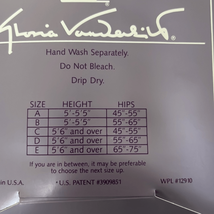 Gloria Vanderbilt
Hand Wash Separately.
Do Not Bleach.
Drip Dry.
SIZE HEIGHT HIPS
A 5'-5'5" 45"-55"
B 5'-5'5" 55"-65"
C 5'6" and over 45"-55"
D 5'6" and over 55"-65"
E 5'6" and over 65"-75"
If you are in between, it may be preferable
to choose the next size up.
in U.S.A. *U.S. PATENT #3909851 WPL #12910